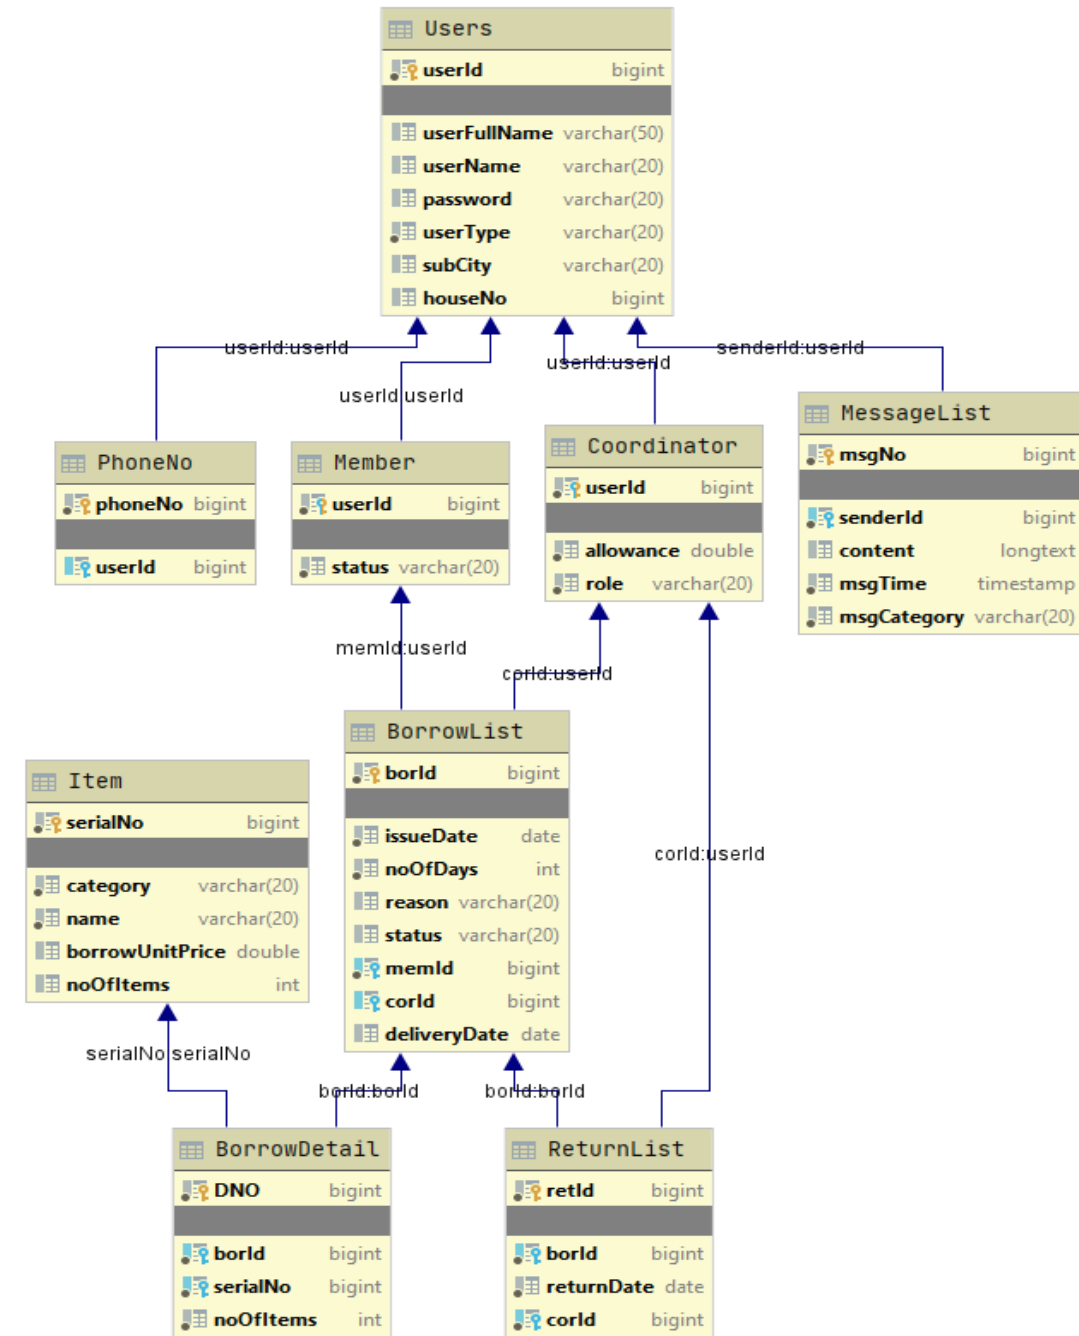 Users
userId bigint
userFullName varchar(50)
userName varchar(20)
password varchar(20)
userType varchar(20)
subCity varchar(20)
houseNo bigint
userId:userId
userId:userId
userId:userId
senderId:userId
PhoneNo
phoneNo bigint
userId bigint
Member
userId bigint
status varchar(20)
Coordinator
userId bigint
allowance double
role varchar(20)
MessageList
msgNo bigint
senderId bigint
content longtext
msgTime timestamp
msgCategory varchar(20)
memId:userId
corId:userId
corId:userId
Item
serialNo bigint
category varchar(20)
name varchar(20)
borrowUnitPrice double
noOfItems int
BorrowList
borId bigint
issueDate date
noOfDays int
reason varchar(20)
status varchar(20)
memId bigint
corId bigint
deliveryDate date
serialNo:serialNo
borId:borId
borId:borId
BorrowDetail
DNO bigint
borId bigint
serialNo bigint
noOfItems int
ReturnList
retId bigint
borId bigint
returnDate date
corId bigint